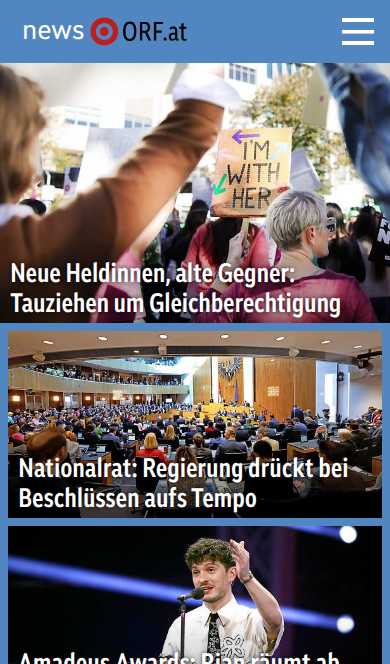 news ORF.at
I'M
WITH
HER
Neue Heldinnen, alte Gegner:
Tauziehen um Gleichberechtigung
Nationalrat: Regierung drückt bei
Beschlüssen aufs Tempo
Amadeus Awards: Bian räumt ab